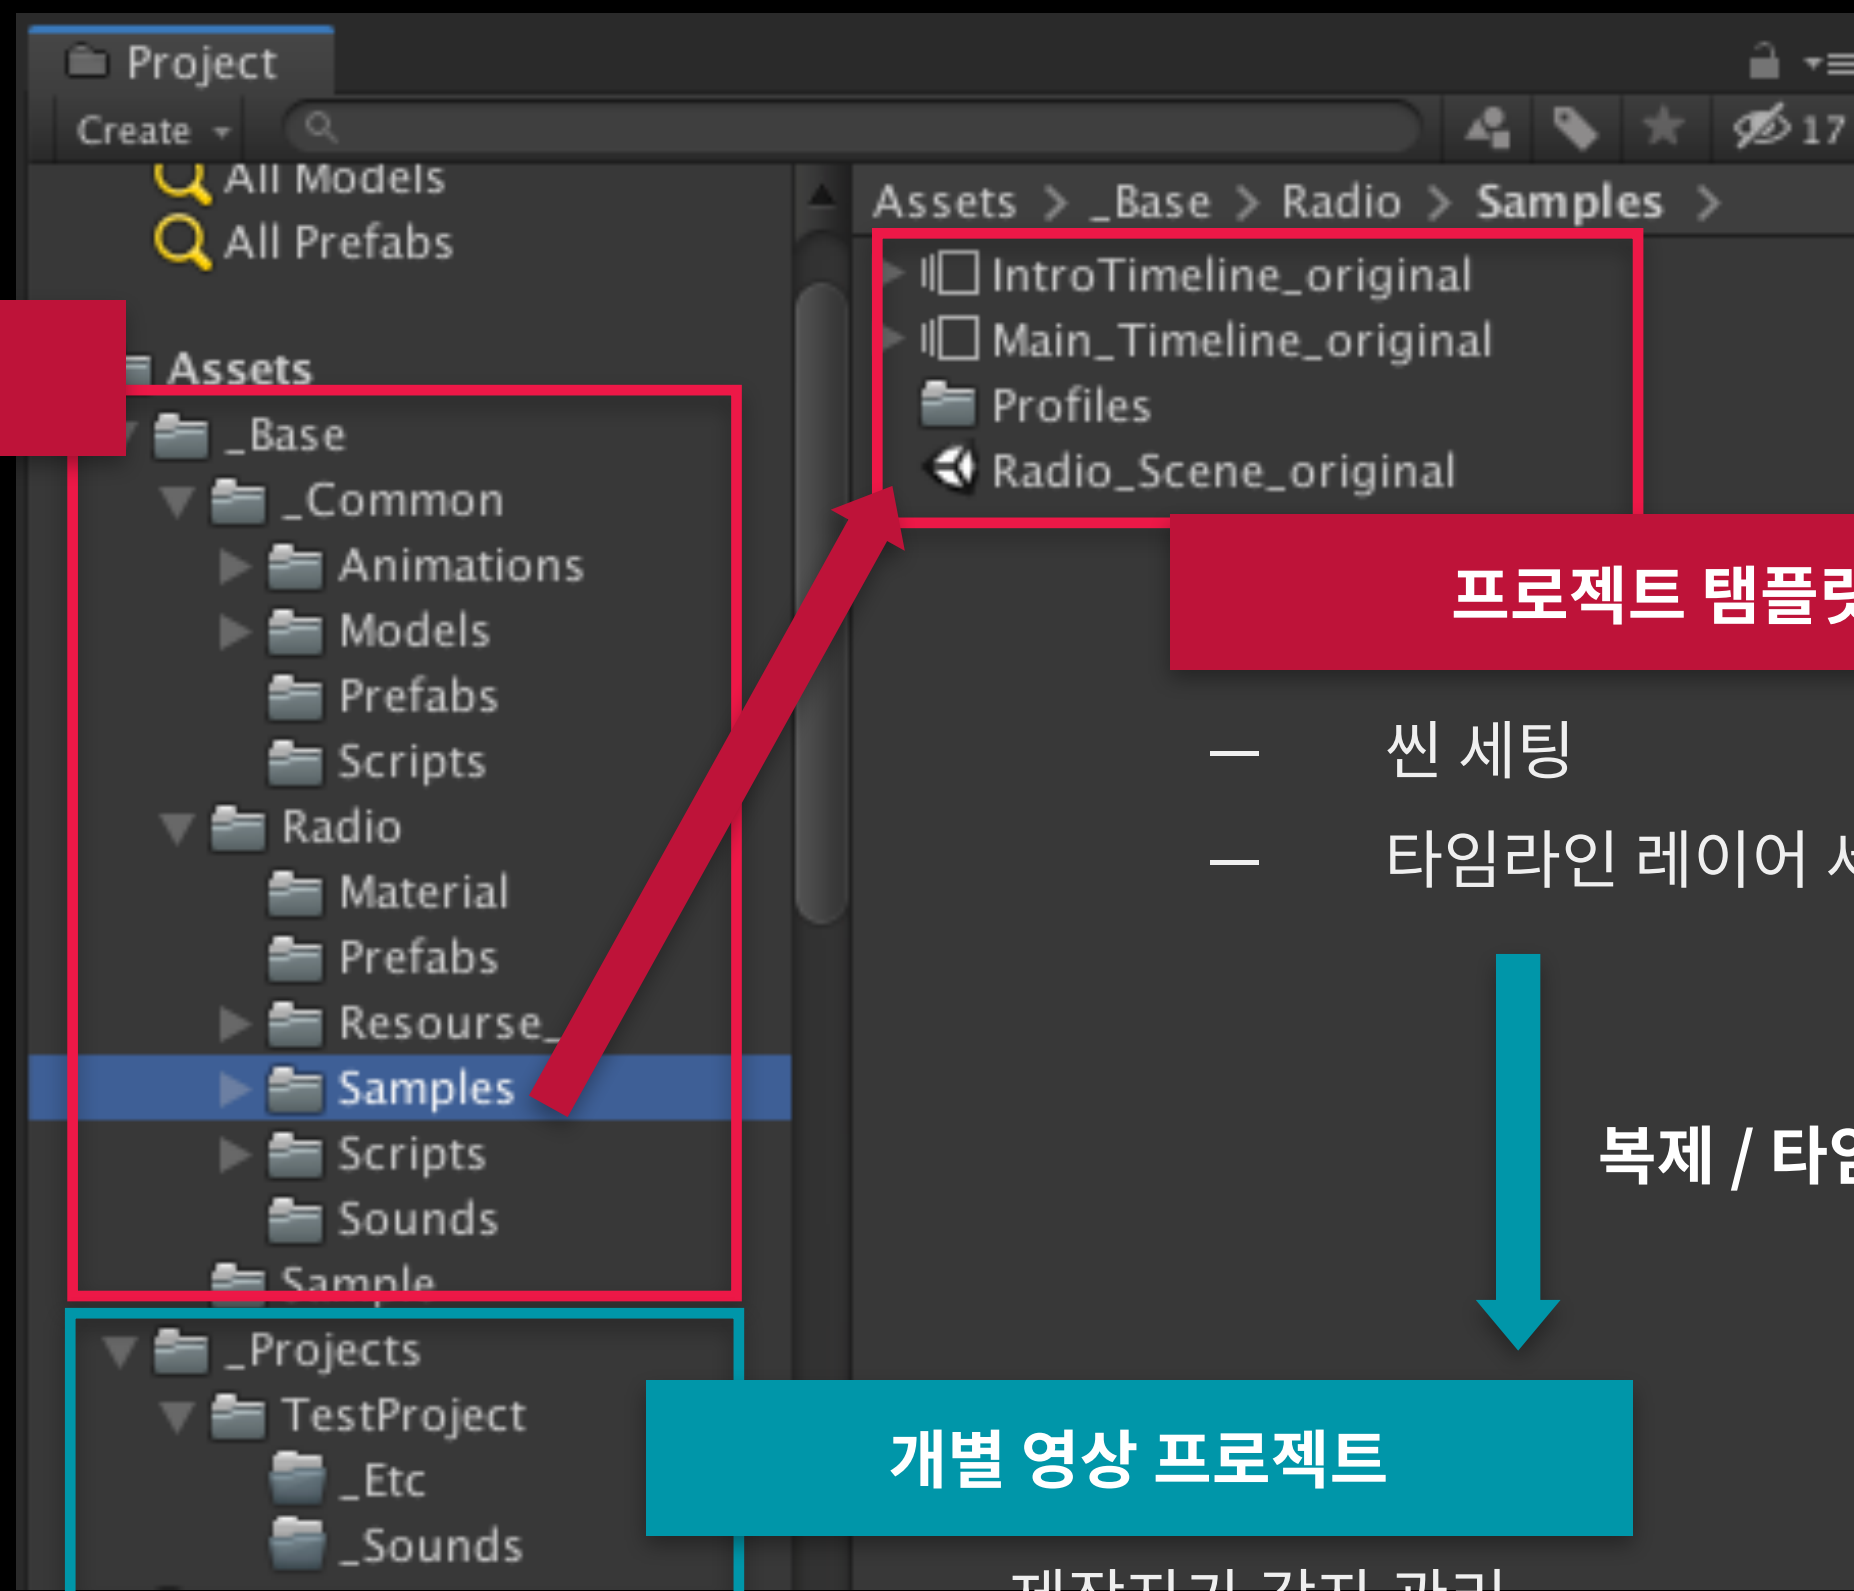 Project
Create
17
All Models
All Prefabs
Assets
_Base
_Common
Animations
Models
Prefabs
Scripts
Radio
Material
Prefabs
Resourse_
Samples
Scripts
Sounds
Sample
_Projects
TestProject
_Etc
_Sounds
Assets > _Base > Radio > Samples >
IntroTimeline_original
Main_Timeline_original
Profiles
Radio_Scene_original
프로젝트 탬플릿
— 씬 세팅
— 타임라인 레이어
복제 / 타임
개별 영상 프로젝트